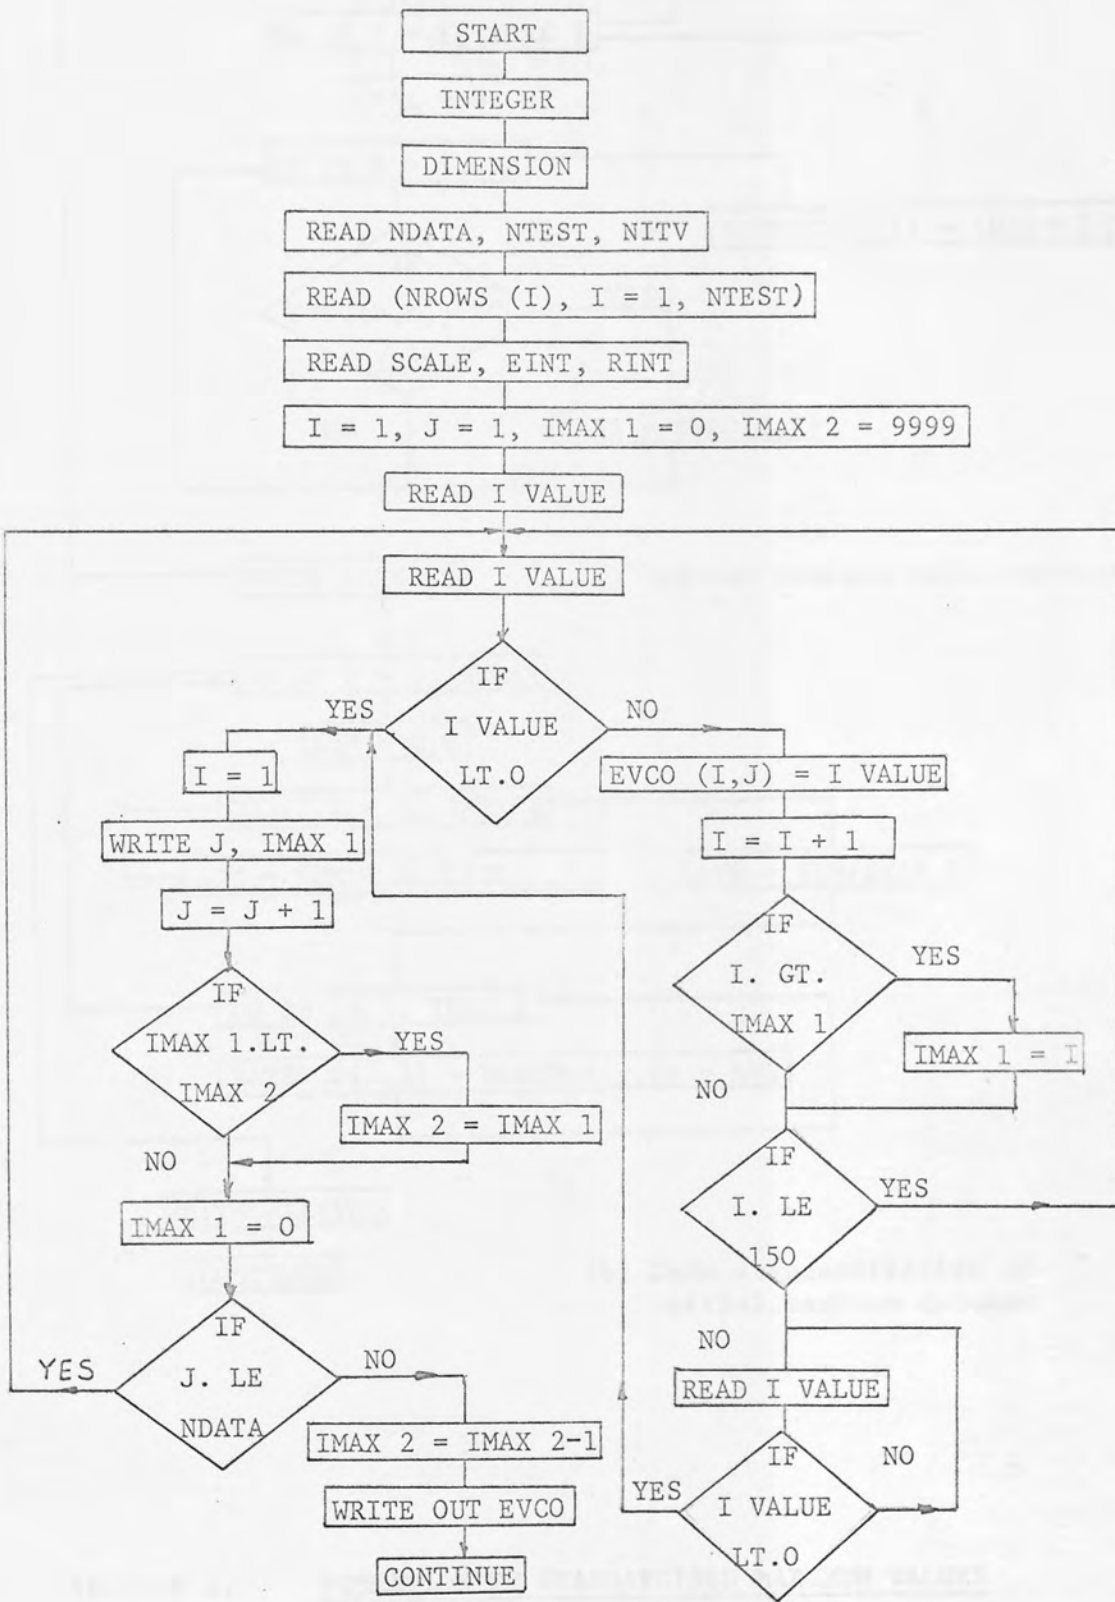 START
INTEGER
DIMENSION
READ NDATA, NTEST, NITV
READ (NROWS (I), I = 1, NTEST)
READ SCALE, EINT, RINT
I = 1, J = 1, IMAX 1 = 0, IMAX 2 = 9999
READ I VALUE
READ I VALUE
IF
I VALUE
LT.0
YES
NO
I = 1
WRITE J, IMAX 1
J = J + 1
IF
IMAX 1.LT.
IMAX 2
YES
IMAX 2 = IMAX 1
NO
IMAX 1 = 0
IF
J. LE
NDATA
YES
NO
IMAX 2 = IMAX 2-1
WRITE OUT EVCO
CONTINUE
EVCO (I,J) = I VALUE
I = I + 1
IF
I. GT.
IMAX 1
YES
IMAX 1 = I
NO
IF
I. LE
150
YES
NO
READ I VALUE
IF
I VALUE
LT.0
NO
YES